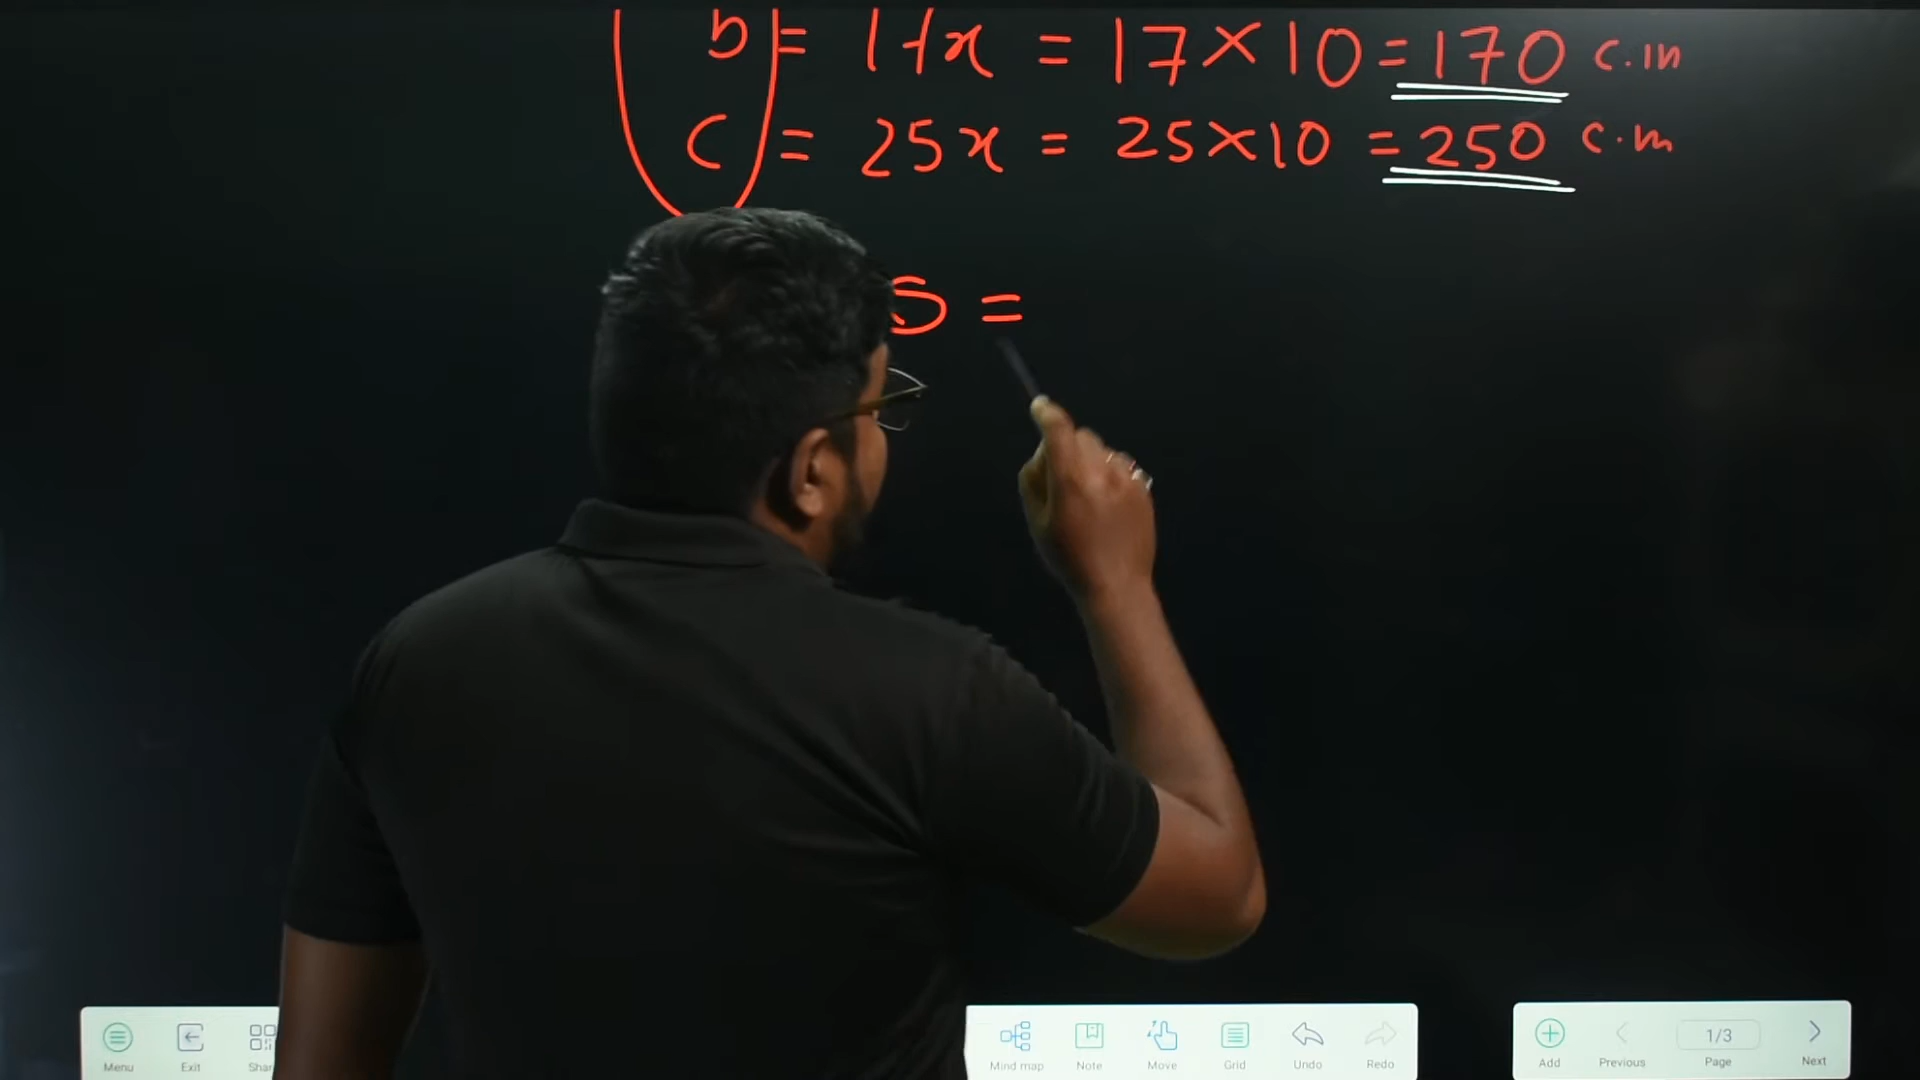 b = 17x = 17×10 = 170 c.m
c = 25x = 25×10 = 250 c.m
S =
Menu
Exit
Shar
Mind map
Note
Move
Grid
Undo
Redo
Add
Previous
1/3
Page
Next